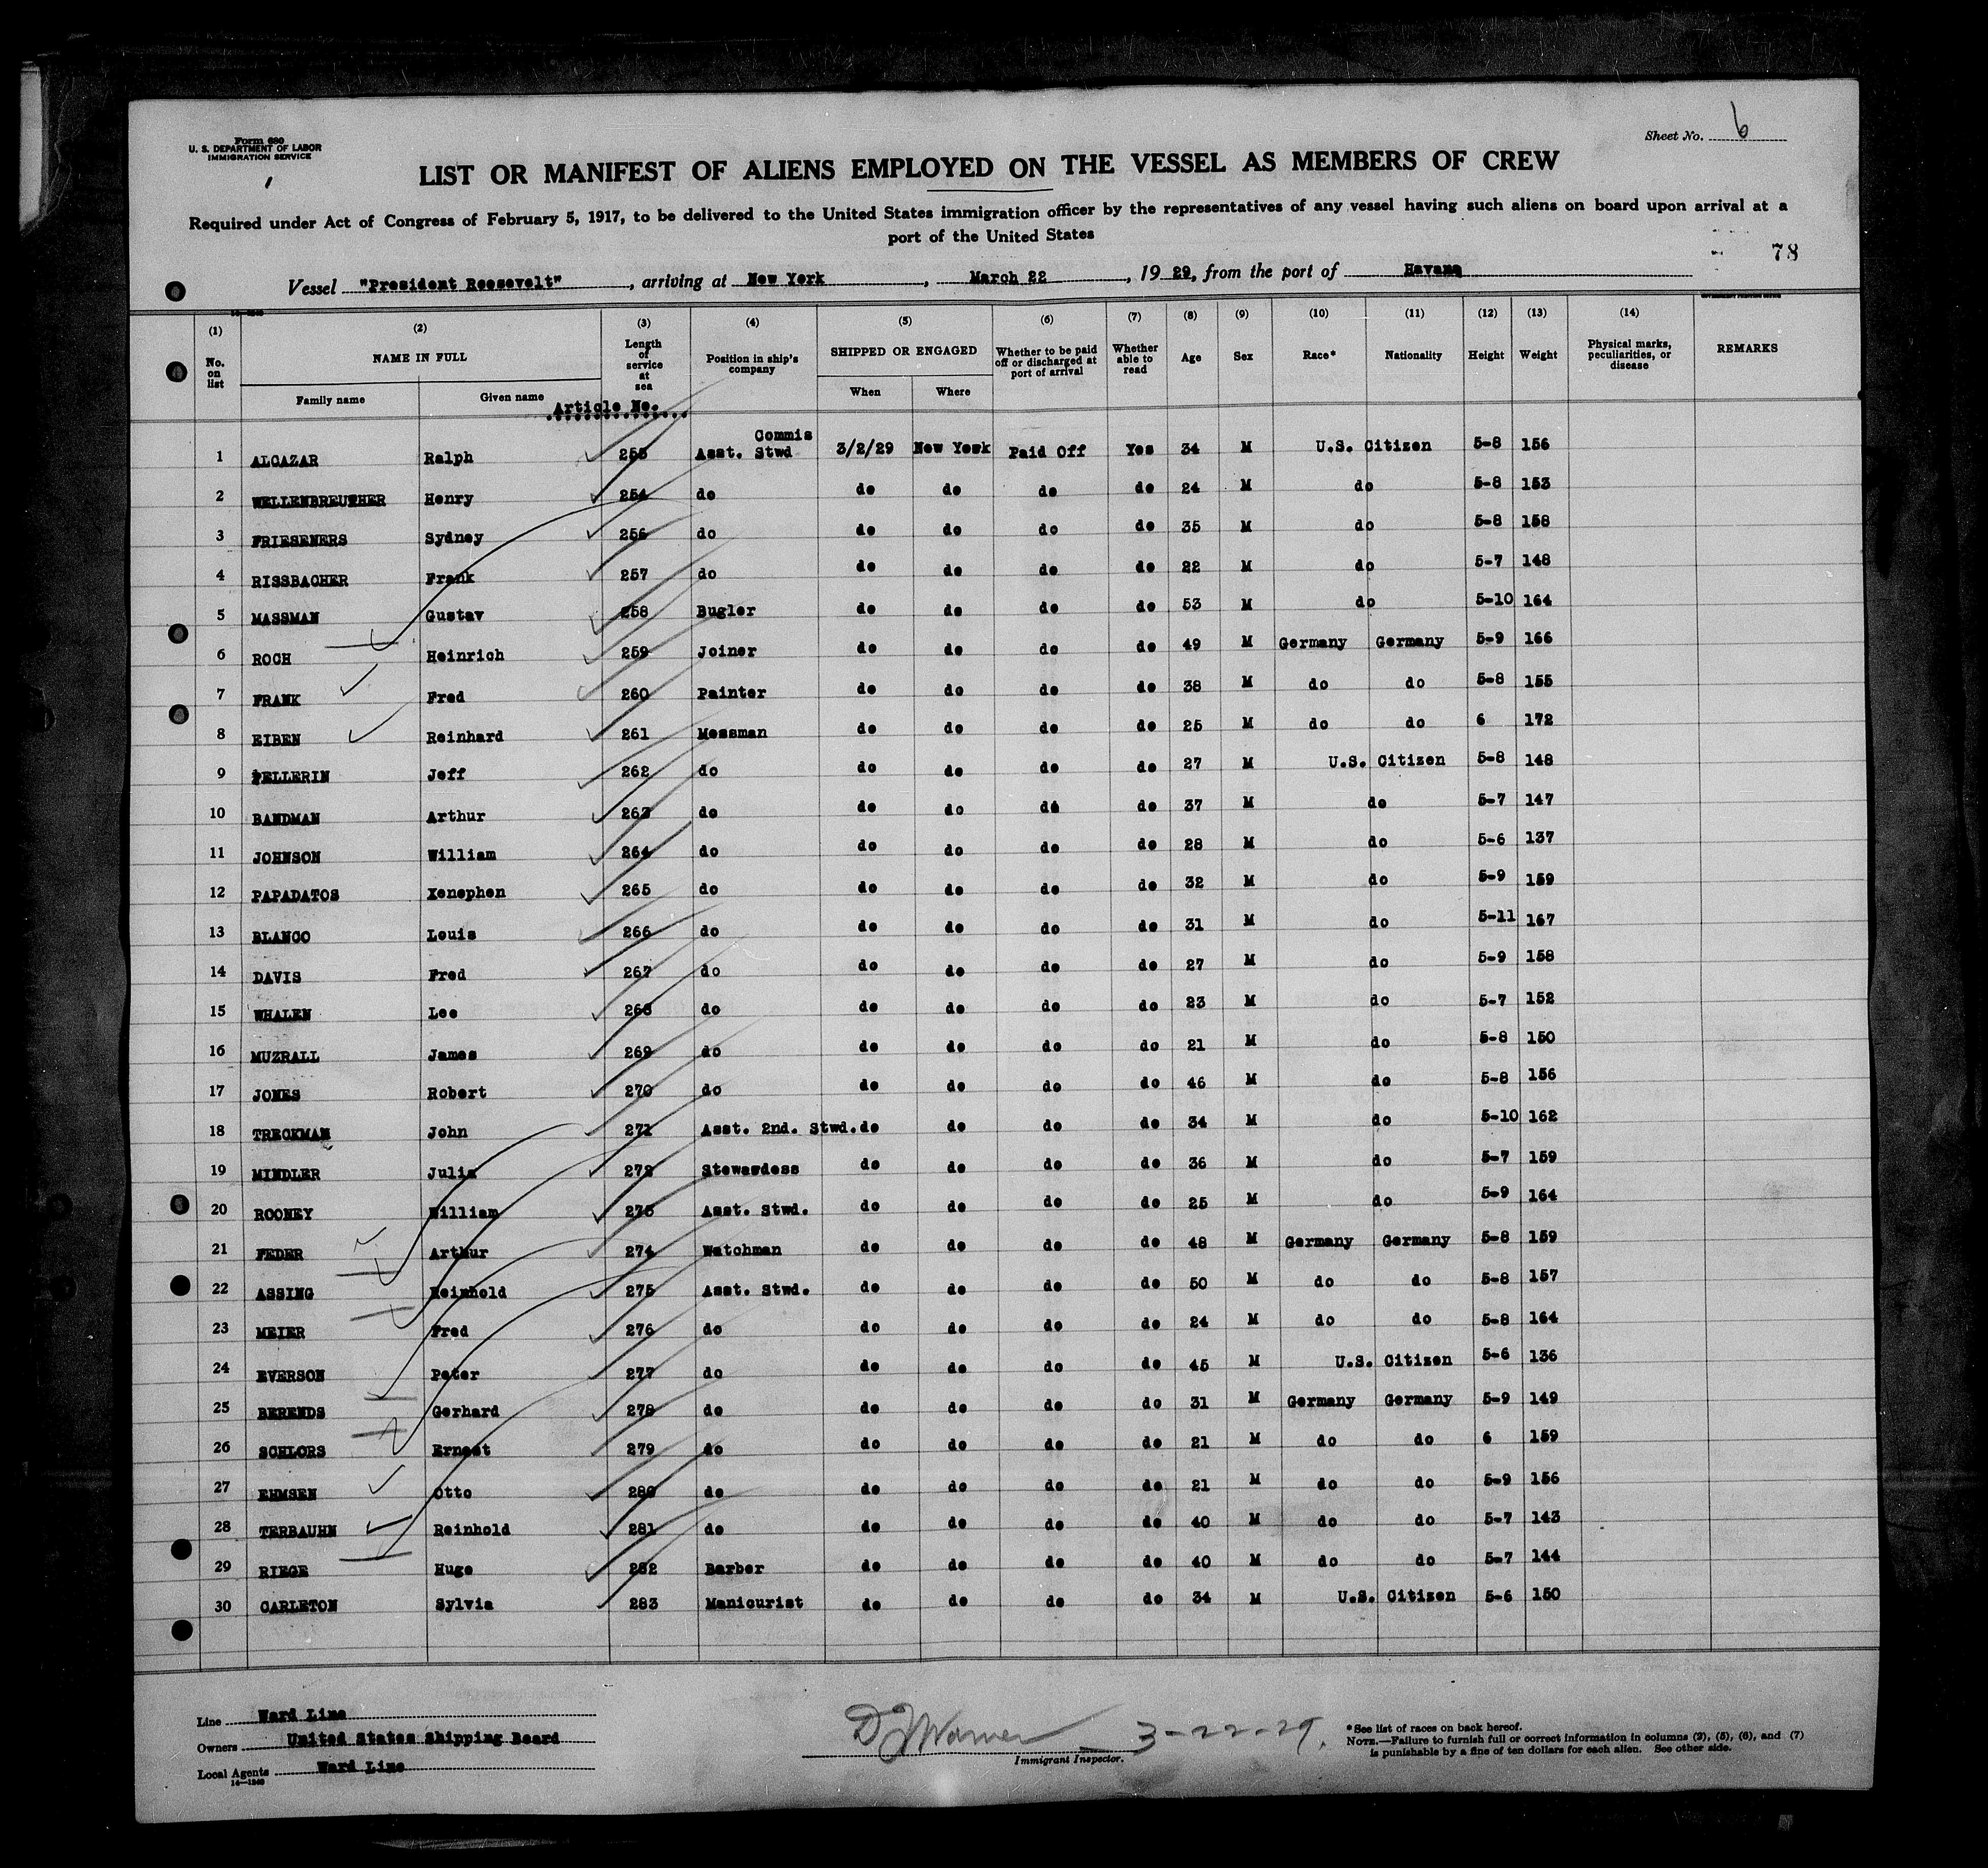 Form 680
U. S. DEPARTMENT OF LABOR
IMMIGRATION SERVICE
Sheet No. 6
LIST OR MANIFEST OF ALIENS EMPLOYED ON THE VESSEL AS MEMBERS OF CREW
Required under Act of Congress of February 5, 1917, to be delivered to the United States immigration officer by the representatives of any vessel having such aliens on board upon arrival at a
port of the United States
78
Vessel "President Roosevelt", arriving at New York, March 22, 1929, from the port of Havana
(1) (2) (3) (4) (5) (6) (7) (8) (9) (10) (11) (12) (13) (14)
No. on list NAME IN FULL Length of service at sea Position in ship's company SHIPPED OR ENGAGED Whether to be paid off or discharged at port of arrival Whether able to read Age Sex Race* Nationality Height Weight Physical marks, peculiarities, or disease REMARKS
Family name Given name When Where
Article No.
1 ALCAZAR Ralph 253 Commis Asst. Stwd 3/2/29 New York Paid Off Yes 34 M U.S. Citizen 5-8 156
2 WELLENBREUTHER Henry 254 do do do do do 24 M do 5-8 153
3 FRIESENERS Sydney 256 do do do do do 35 M do 5-8 158
4 RISSBACHER Frank 257 do do do do do 22 M do 5-7 148
5 MASSMAN Gustav 258 Bugler do do do do 53 M do 5-10 164
6 ROCH Heinrich 259 Joiner do do do do 49 M Germany Germany 5-9 166
7 FRANK Fred 260 Painter do do do do 38 M do do 5-8 155
8 EIBEN Reinhard 261 Messman do do do do 25 M do do 6 172
9 PELLERIN Jeff 262 do do do do do 27 M U.S. Citizen 5-8 148
10 BANDMAN Arthur 263 do do do do do 37 M do 5-7 147
11 JOHNSON William 264 do do do do do 28 M do 5-6 137
12 PAPADATOS Xenophon 265 do do do do do 32 M do 5-9 159
13 BLANCO Louis 266 do do do do do 31 M do 5-11 167
14 DAVIS Fred 267 do do do do do 27 M do 5-9 158
15 WHALEN Leo 268 do do do do do 23 M do 5-7 152
16 MUZRALL James 269 do do do do do 21 M do 5-8 150
17 JONES Robert 270 do do do do do 46 M do 5-8 156
18 TRECKMAN John 271 Asst. 2nd. Stwd. do do do do 34 M do 5-10 162
19 MINDLER Julia 272 Stewardess do do do do 36 M do 5-7 159
20 ROONEY William 273 Asst. Stwd. do do do do 25 M do 5-9 164
21 FEDER Arthur 274 Watchman do do do do 48 M Germany Germany 5-8 159
22 ASSING Reinhold 275 Asst. Stwd. do do do do 50 M do do 5-8 157
23 MEIER Fred 276 do do do do do 24 M do do 5-8 164
24 EVERSON Peter 277 do do do do do 45 M U.S. Citizen 5-6 136
25 BERENDS Gerhard 278 do do do do do 31 M Germany Germany 5-9 149
26 SCHLORS Ernest 279 do do do do do 21 M do do 6 159
27 EHMSEN Otto 280 do do do do do 21 M do do 5-9 156
28 TERBAUHN Reinhold 281 do do do do do 40 M do do 5-7 143
29 RIEGE Hugo 282 Barber do do do do 40 M do do 5-7 144
30 CARLETON Sylvia 283 Manicurist do do do do 34 M U.S. Citizen 5-6 150
Line Ward Line
Owners United States Shipping Board
Local Agents Ward Line
14—1240
3-22-29.
Immigrant Inspector.
*See list of races on back hereof.
NOTE.—Failure to furnish full or correct information in columns (2), (5), (6), and (7)
is punishable by a fine of ten dollars for each alien. See other side.